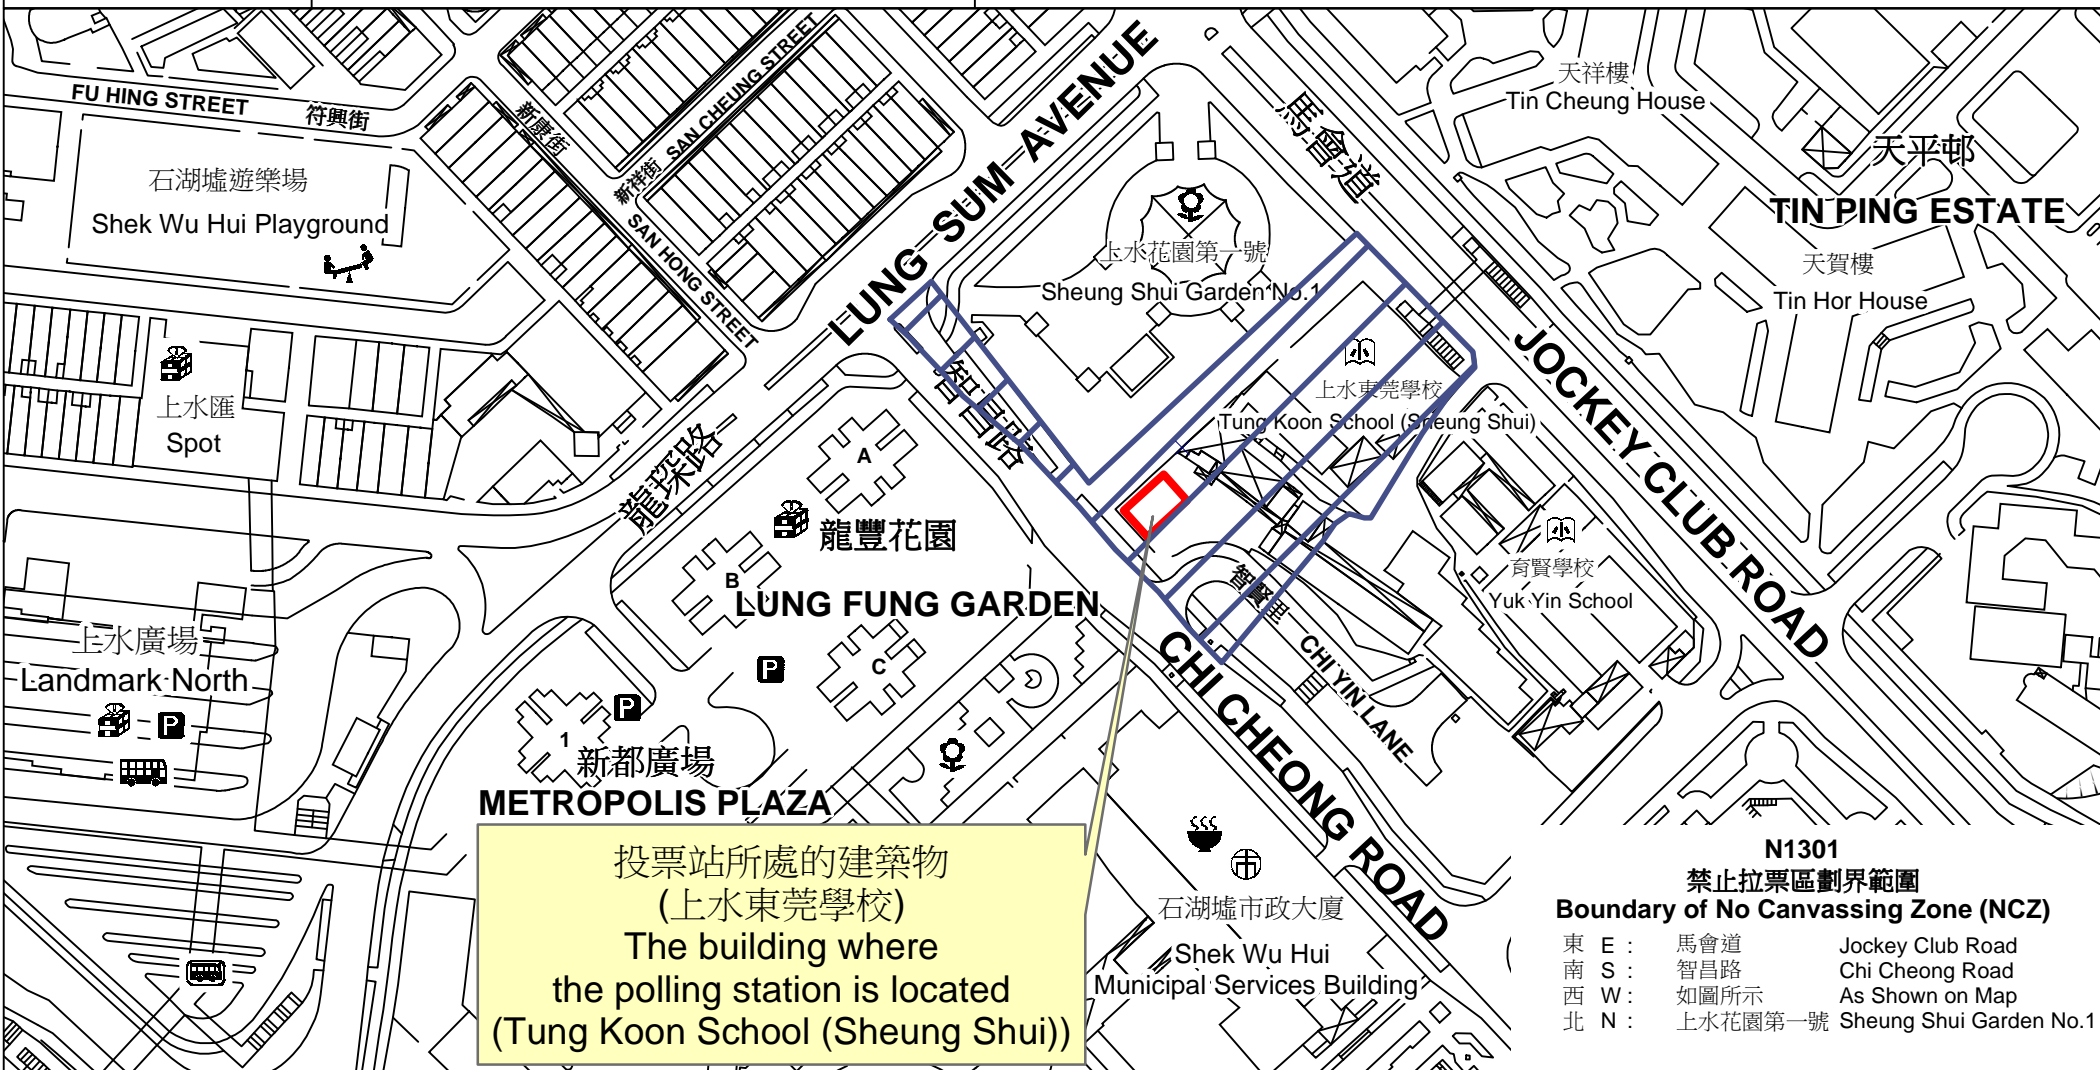 FU HING STREET 符興街
新康街
SAN CHEUNG STREET
新祥街
SAN HONG STREET
石湖墟遊樂場
Shek Wu Hui Playground
LUNG SUM AVENUE
龍琛路
馬會道
JOCKEY CLUB ROAD
天祥樓
Tin Cheung House
天平邨
TIN PING ESTATE
天賀樓
Tin Hor House
上水花園第一號
Sheung Shui Garden No.1
小
上水東莞學校
Tung Koon School (Sheung Shui)
上水匯
Spot
智昌路
A
龍豐花園
B
LUNG FUNG GARDEN
C
小
育賢學校
Yuk Yin School
智賢里
CHI YIN LANE
CHI CHEONG ROAD
上水廣場
Landmark North
P
P
P
1
新都廣場
METROPOLIS PLAZA
投票站所處的建築物
(上水東莞學校)
The building where
the polling station is located
(Tung Koon School (Sheung Shui))
市
石湖墟市政大廈
Shek Wu Hui
Municipal Services Building
N1301
禁止拉票區劃界範圍
Boundary of No Canvassing Zone (NCZ)
東 E : 馬會道 Jockey Club Road
南 S : 智昌路 Chi Cheong Road
西 W : 如圖所示 As Shown on Map
北 N : 上水花園第一號 Sheung Shui Garden No.1